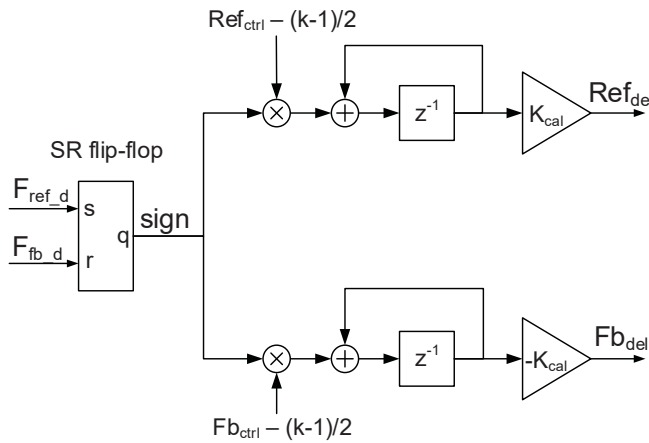 Ref_ctrl – (k-1)/2
×
+
z⁻¹
K_cal
Ref_de
SR flip-flop
F_ref_d
s
sign
q
F_fb_d
r
×
+
z⁻¹
-K_cal
Fb_del
Fb_ctrl – (k-1)/2